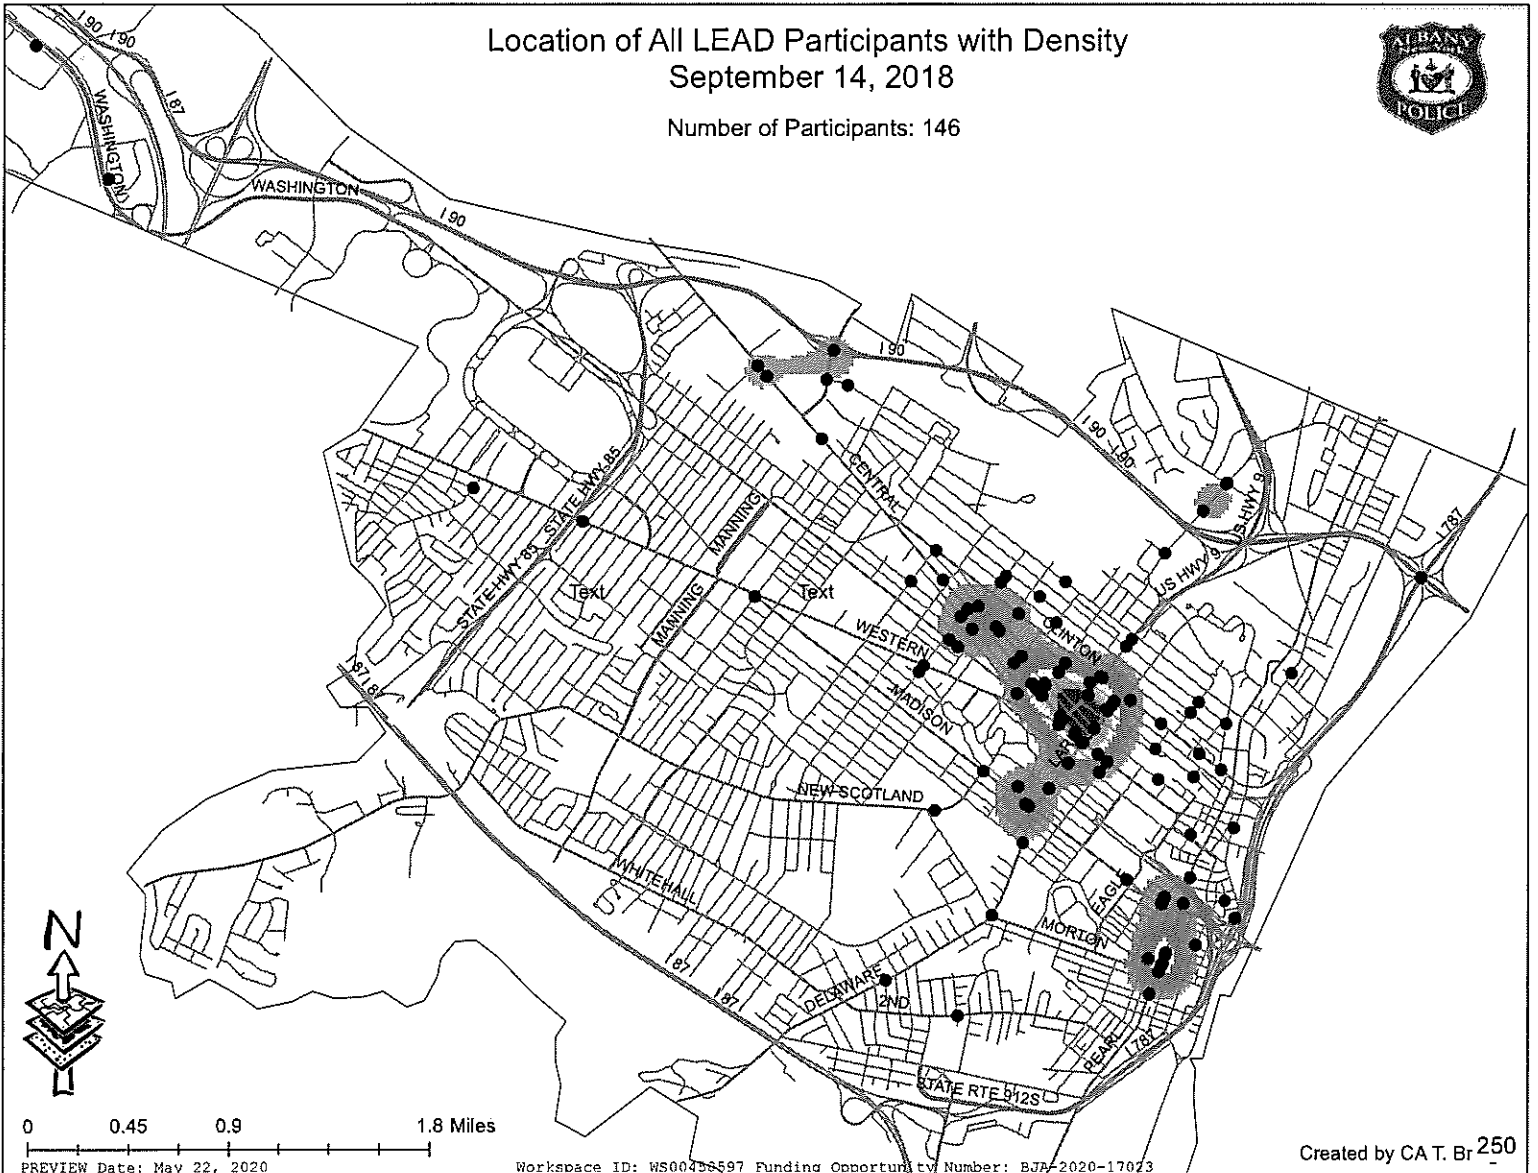 Location of All LEAD Participants with Density
September 14, 2018
Number of Participants: 146
ALBANY
NEW YORK
POLICE
I 90
I 90
I 87
WASHINGTON
WASHINGTON
I 90
I 90
I 90
I 90
CENTRAL
STATE HWY 85
STATE HWY 85
MANNING
MANNING
Text
Text
WESTERN
MADISON
CLINTON
US HWY 9
US HWY 9
I 787
LAR
NEW SCOTLAND
WHITEHALL
EAGLE
MORTON
DELAWARE
2ND
I 87
I 87
PEARL
I 787
STATE RTE 912S
N
0 0.45 0.9 1.8 Miles
Created by CA T. Br 250
PREVIEW Date: May 22, 2020 Workspace ID: WS00458597 Funding Opportunity Number: BJA-2020-17023